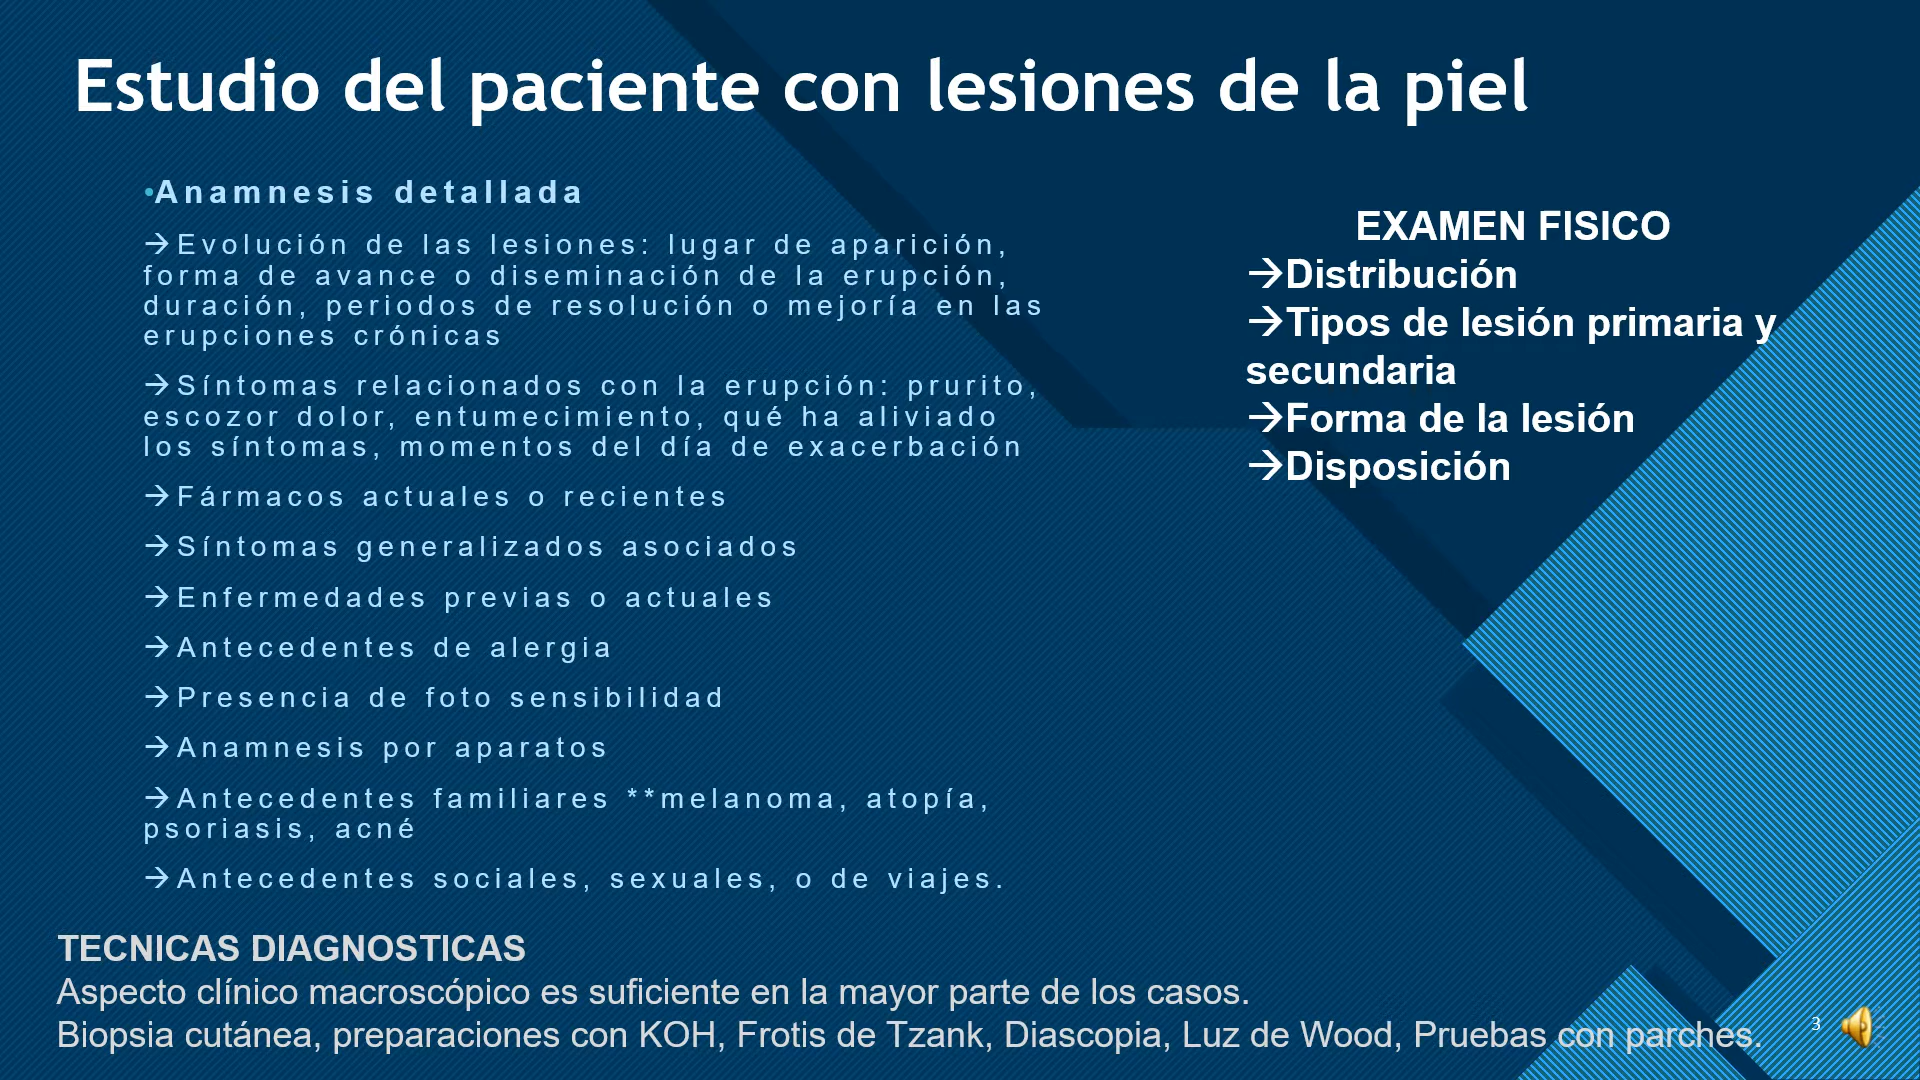 Estudio del paciente con lesiones de la piel
•Anamnesis detallada
→Evolución de las lesiones: lugar de aparición,
forma de avance o diseminación de la erupción,
duración, periodos de resolución o mejoría en las
erupciones crónicas
→Síntomas relacionados con la erupción: prurito,
escozor dolor, entumecimiento, qué ha aliviado
los síntomas, momentos del día de exacerbación
→Fármacos actuales o recientes
→Síntomas generalizados asociados
→Enfermedades previas o actuales
→Antecedentes de alergia
→Presencia de foto sensibilidad
→Anamnesis por aparatos
→Antecedentes familiares **melanoma, atopía,
psoriasis, acné
→Antecedentes sociales, sexuales, o de viajes.
EXAMEN FISICO
→Distribución
→Tipos de lesión primaria y
secundaria
→Forma de la lesión
→Disposición
TECNICAS DIAGNOSTICAS
Aspecto clínico macroscópico es suficiente en la mayor parte de los casos.
Biopsia cutánea, preparaciones con KOH, Frotis de Tzank, Diascopia, Luz de Wood, Pruebas con parches.
3